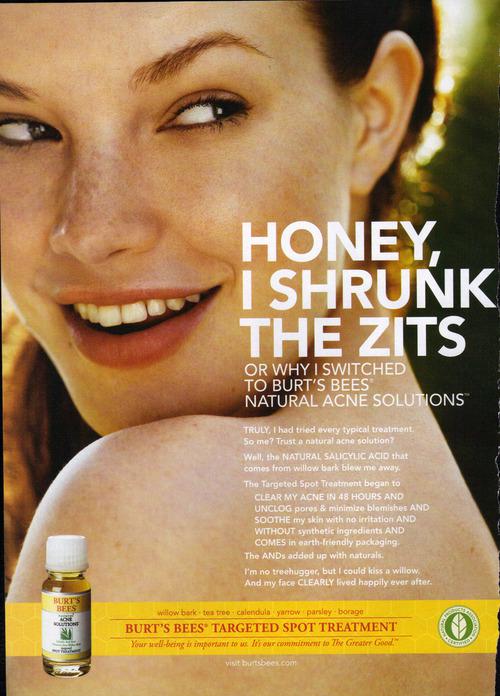 HONEY,
I SHRUNK
THE ZITS
OR WHY I SWITCHED
TO BURT'S BEES®
NATURAL ACNE SOLUTIONS™
TRULY, I had tried every typical treatment.
So me? Trust a natural acne solution?
Well, the NATURAL SALICYLIC ACID that
comes from willow bark blew me away.
The Targeted Spot Treatment began to
CLEAR MY ACNE IN 48 HOURS AND
UNCLOG pores & minimize blemishes AND
SOOTHE my skin with no irritation AND
WITHOUT synthetic ingredients AND
COMES in earth-friendly packaging.
The ANDs added up with naturals.
I'm no treehugger, but I could kiss a willow.
And my face CLEARLY lived happily ever after.
BURT'S
BEES
ACNE
SOLUTIONS
SPOT TREATMENT
willow bark · tea tree · calendula · yarrow · parsley · borage
BURT'S BEES® TARGETED SPOT TREATMENT
Your well-being is important to us. It's our commitment to The Greater Good.™
visit burtsbees.com